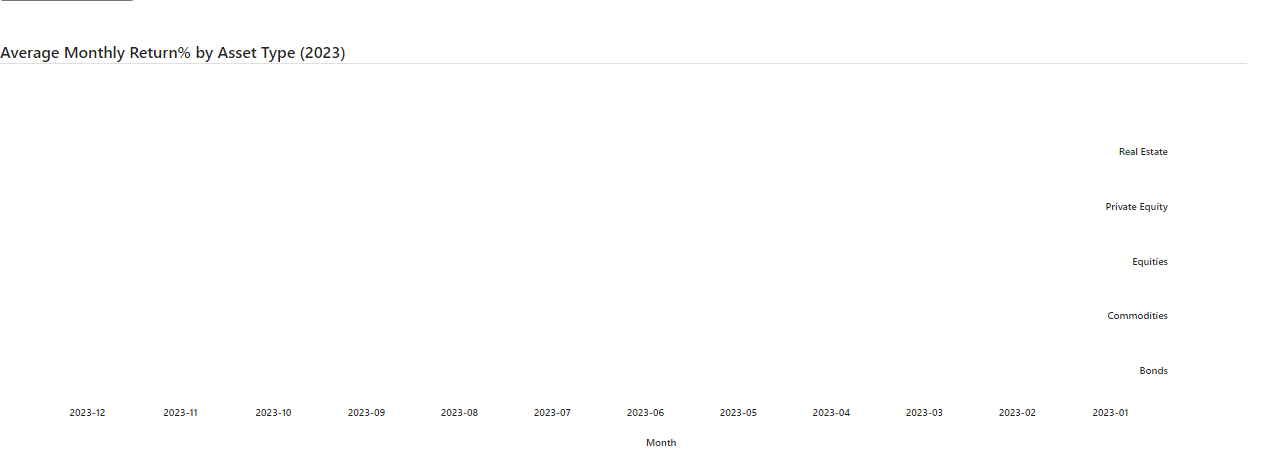 Average Monthly Return% by Asset Type (2023)
Real Estate
Private Equity
Equities
Commodities
Bonds
2023-12 2023-11 2023-10 2023-09 2023-08 2023-07 2023-06 2023-05 2023-04 2023-03 2023-02 2023-01
Month